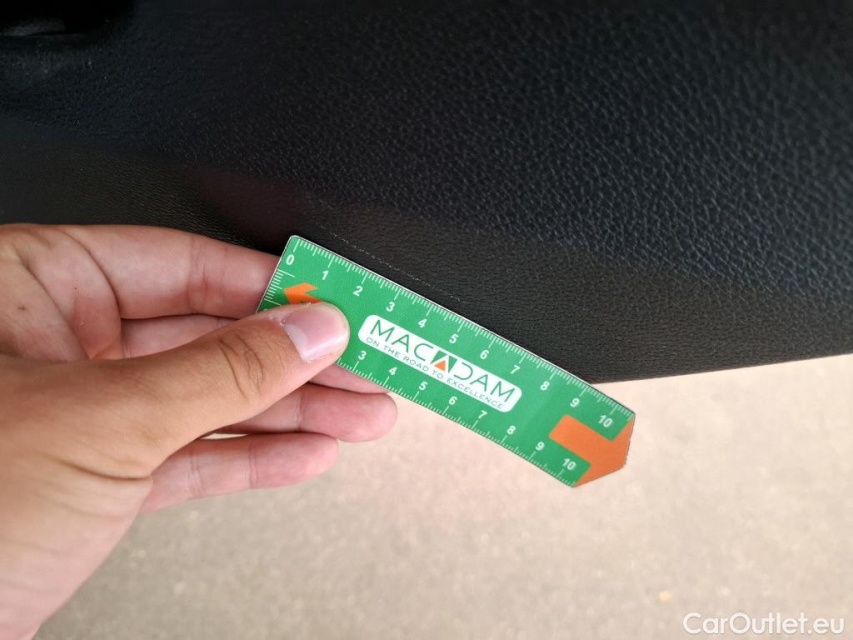 0 1 2 3 4 5 6 7 8 9 10
MACADAM
ON THE ROAD TO EXCELLENCE
3 4 5 6 7 8 9 10
CarOutlet.eu